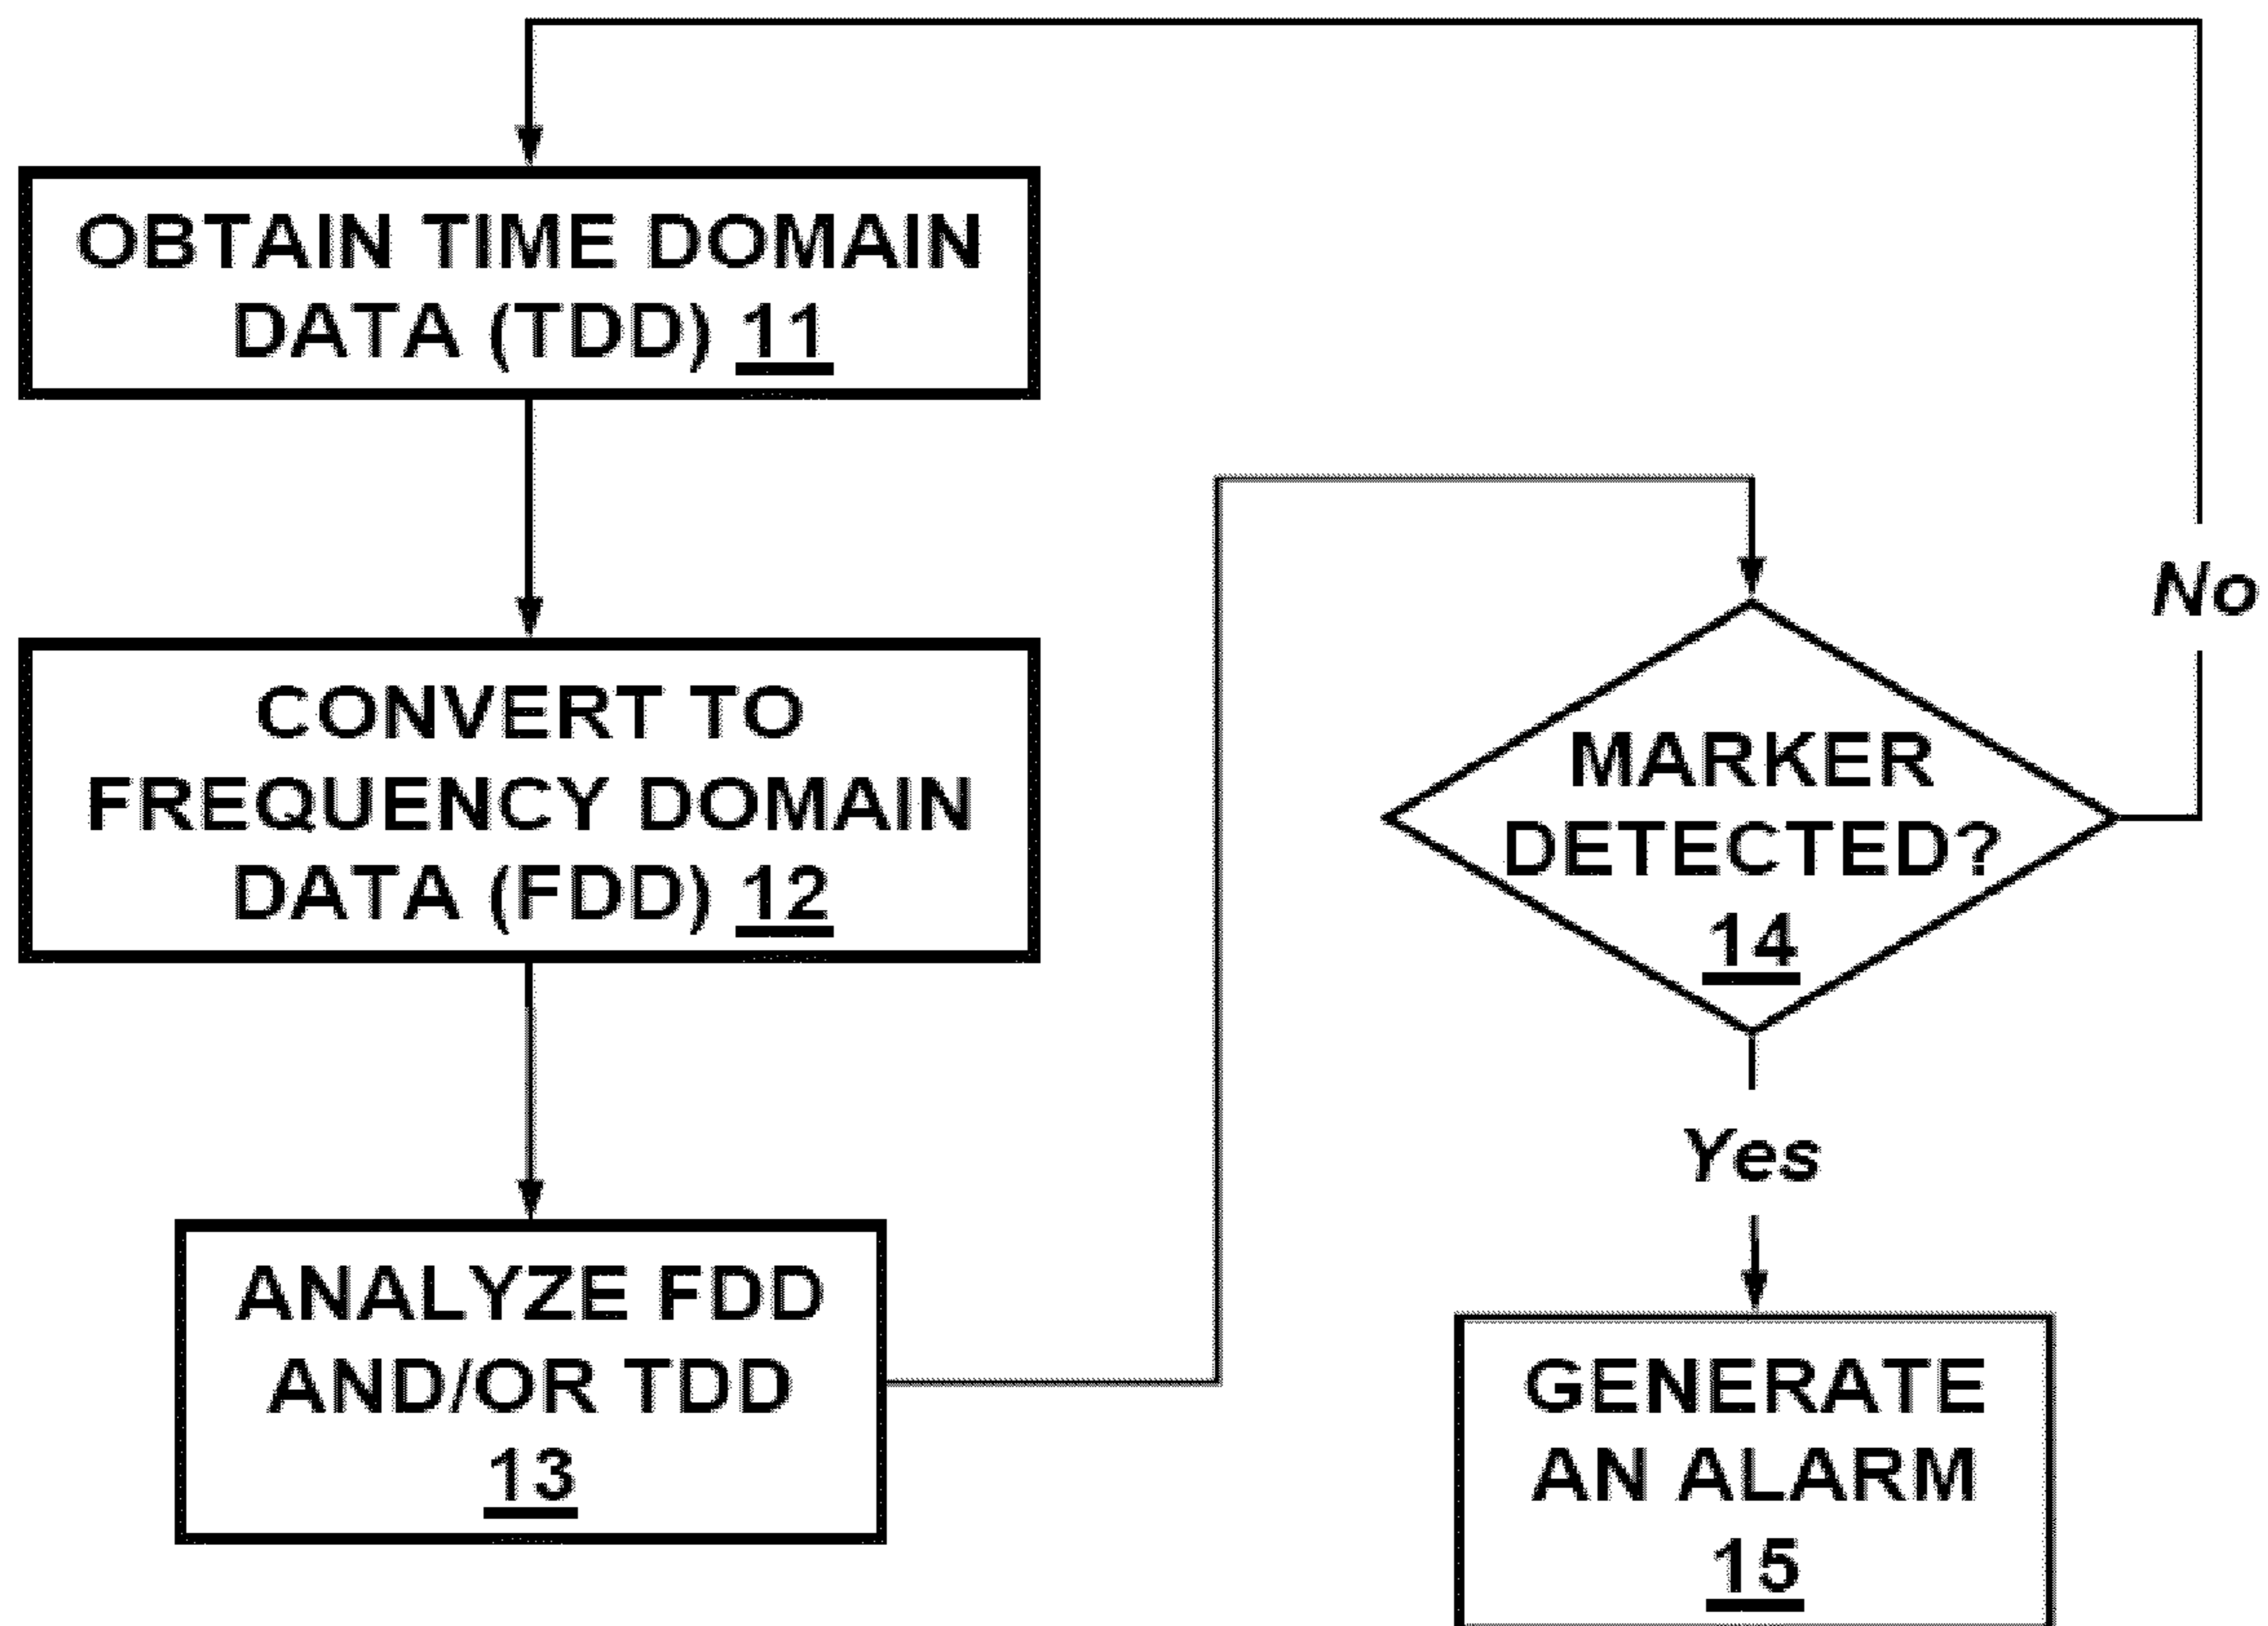 OBTAIN TIME DOMAIN
DATA (TDD) 11
CONVERT TO
FREQUENCY DOMAIN
DATA (FDD) 12
ANALYZE FDD
AND/OR TDD
13
MARKER
DETECTED?
14
No
Yes
GENERATE
AN ALARM
15